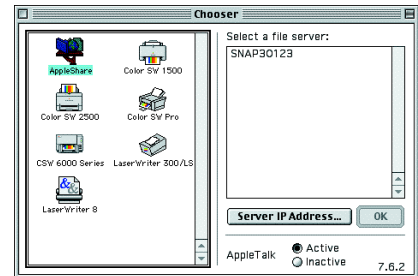 Chooser
AppleShare
Color SW 1500
Color SW 2500
Color SW Pro
CSW 6000 Series
LaserWriter 300/LS
LaserWriter 8
Select a file server:
SNAP30123
Server IP Address...
OK
AppleTalk
Active
Inactive
7.6.2